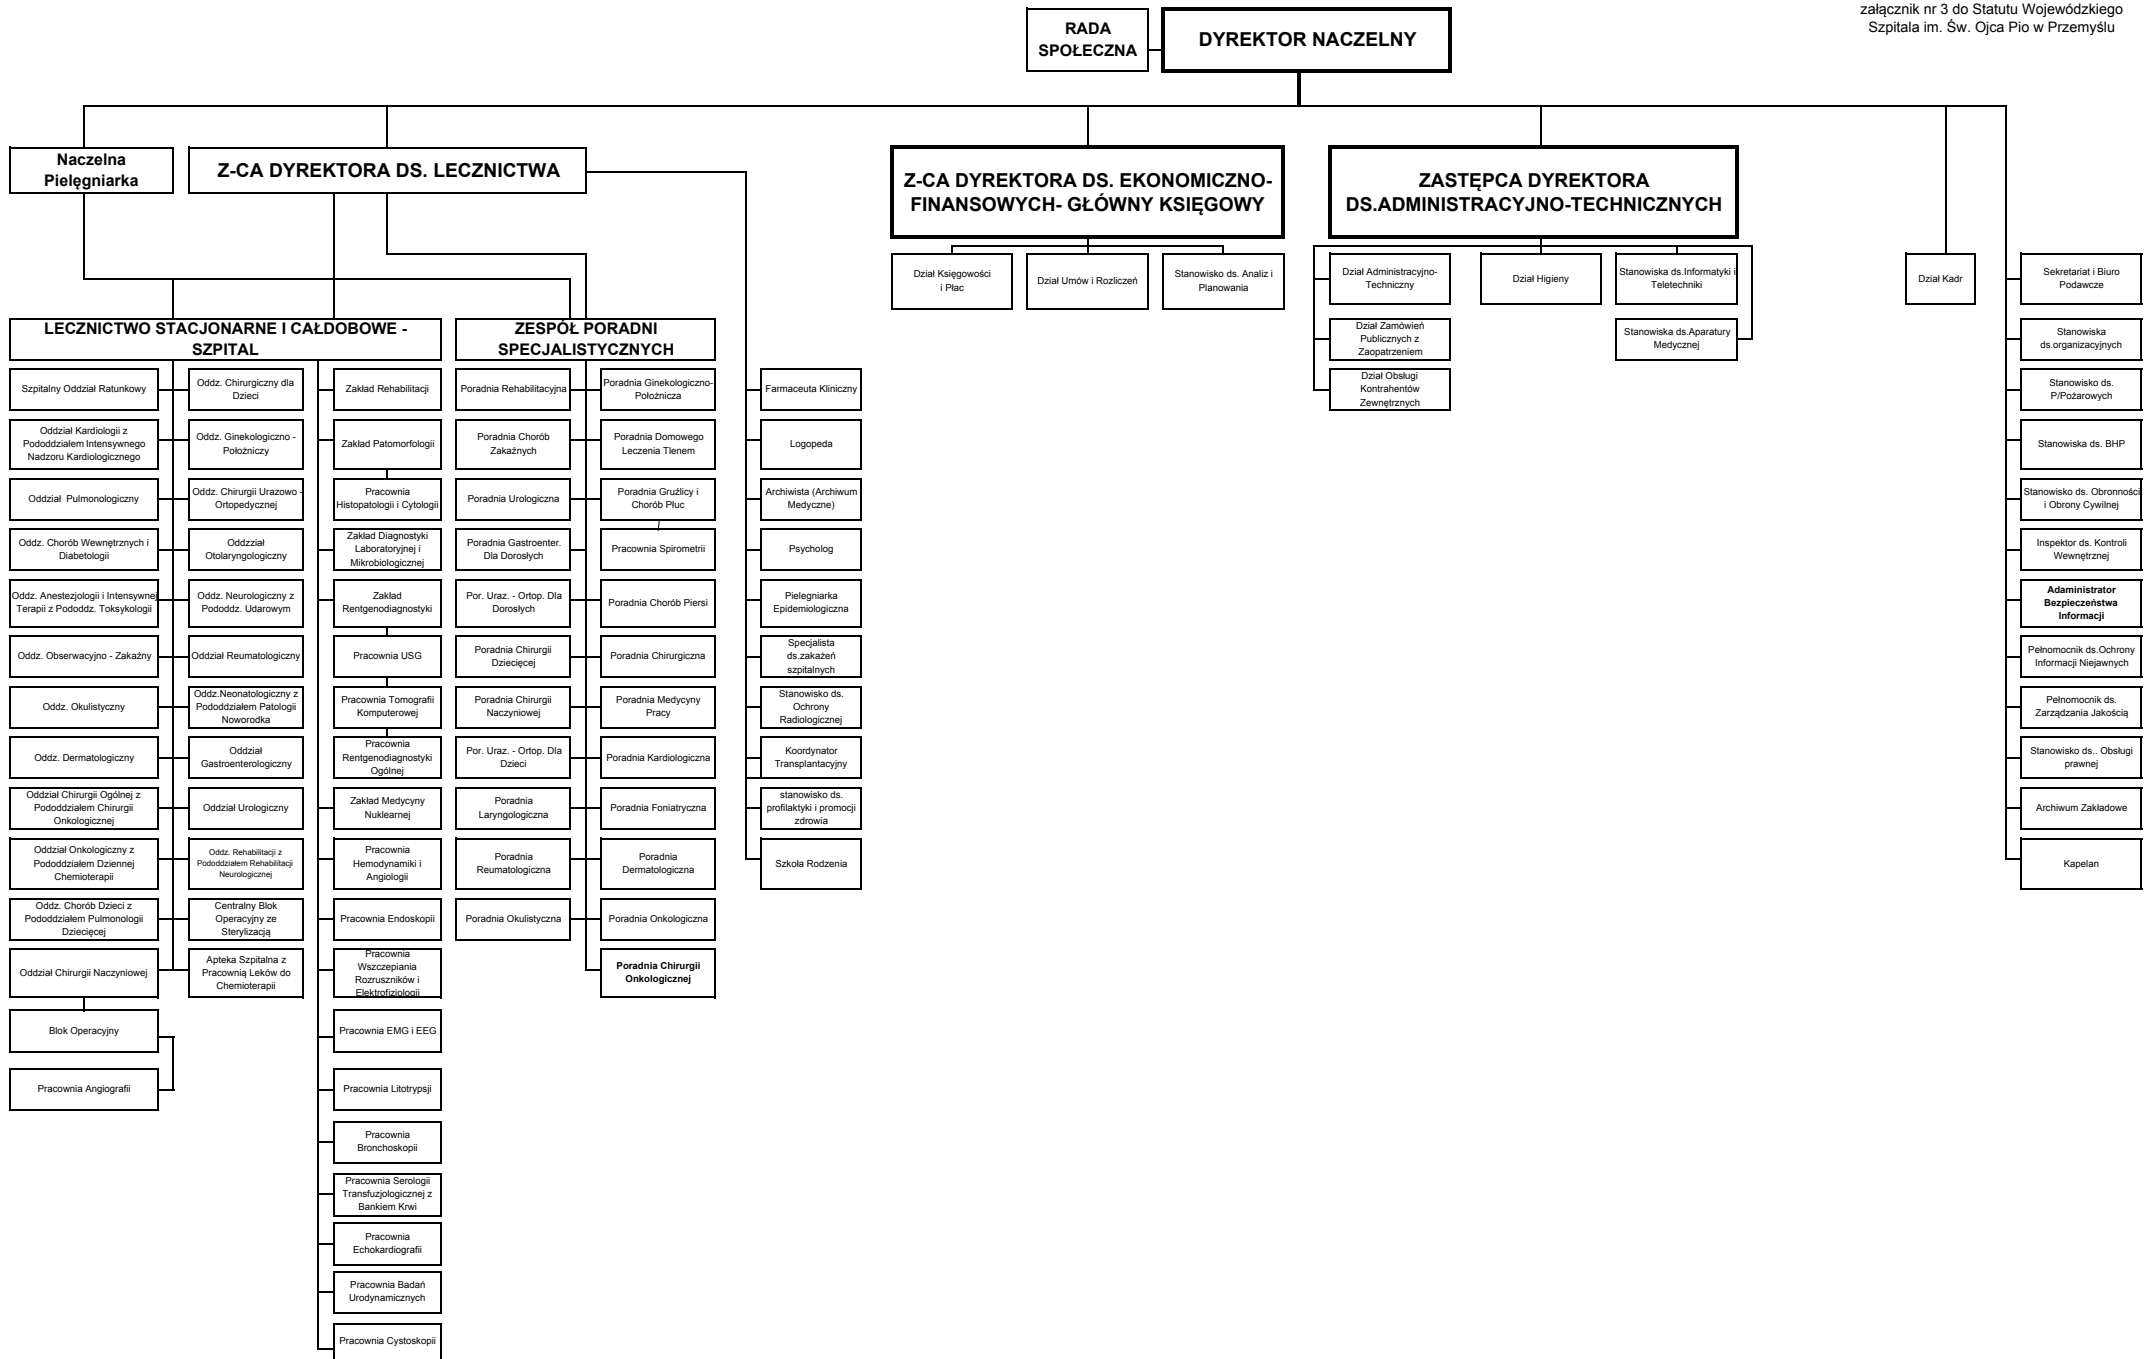 załącznik nr 3 do Statutu Wojewódzkiego
Szpitala im. Św. Ojca Pio w Przemyślu
RADA
SPOŁECZNA
DYREKTOR NACZELNY
Naczelna
Pielęgniarka
Z-CA DYREKTORA DS. LECZNICTWA
Z-CA DYREKTORA DS. EKONOMICZNO-
FINANSOWYCH- GŁÓWNY KSIĘGOWY
ZASTĘPCA DYREKTORA
DS.ADMINISTRACYJNO-TECHNICZNYCH
Dział Księgowości
i Płac
Dział Umów i Rozliczeń
Stanowisko ds. Analiz i
Planowania
Dział Administracyjno-
Techniczny
Dział Higieny
Stanowiska ds.Informatyki i
Teletechniki
Dział Zamówień
Publicznych z
Zaopatrzeniem
Stanowiska ds.Aparatury
Medycznej
Dział Obsługi
Kontrahentów
Zewnętrznych
Dział Kadr
Sekretariat i Biuro
Podawcze
Stanowiska
ds.organizacyjnych
Stanowisko ds.
P/Pożarowych
Stanowiska ds. BHP
Stanowisko ds. Obronności
i Obrony Cywilnej
Inspektor ds. Kontroli
Wewnętrznej
Adaministrator
Bezpieczeństwa
Informacji
Pełnomocnik ds.Ochrony
Informacji Niejawnych
Pełnomocnik ds.
Zarządzania Jakością
Stanowisko ds.. Obsługi
prawnej
Archiwum Zakładowe
Kapelan
LECZNICTWO STACJONARNE I CAŁDOBOWE -
SZPITAL
Szpitalny Oddział Ratunkowy
Oddział Kardiologii z
Pododdziałem Intensywnego
Nadzoru Kardiologicznego
Oddział  Pulmonologiczny
Oddz. Chorób Wewnętrznych i
Diabetologii
Oddz. Anestezjologii i Intensywnej
Terapii z Pododdz. Toksykologii
Oddz. Obserwacyjno - Zakaźny
Oddz. Okulistyczny
Oddz. Dermatologiczny
Oddział Chirurgii Ogólnej z
Pododdziałem Chirurgii
Onkologicznej
Oddział Onkologiczny z
Pododdziałem Dziennej
Chemioterapii
Oddz. Chorób Dzieci z
Pododdziałem Pulmonologii
Dziecięcej
Oddział Chirurgii Naczyniowej
Blok Operacyjny
Pracownia Angiografii
Oddz. Chirurgiczny dla
Dzieci
Oddz. Ginekologiczno -
Położniczy
Oddz. Chirurgii Urazowo -
Ortopedycznej
Oddzział
Otolaryngologiczny
Oddz. Neurologiczny z
Pododdz. Udarowym
Oddział Reumatologiczny
Oddz.Neonatologiczny z
Pododdziałem Patologii
Noworodka
Oddział
Gastroenterologiczny
Oddział Urologiczny
Oddz. Rehabilitacji z
Pododdziałem Rehabilitacji
Neurologicznej
Centralny Blok
Operacyjny ze
Sterylizacją
Apteka Szpitalna z
Pracownią Leków do
Chemioterapii
Zakład Rehabilitacji
Zakład Patomorfologii
Pracownia
Histopatologii i Cytologii
Zakład Diagnostyki
Laboratoryjnej i
Mikrobiologicznej
Zakład
Rentgenodiagnostyki
Pracownia USG
Pracownia Tomografii
Komputerowej
Pracownia
Rentgenodiagnostyki
Ogólnej
Zakład Medycyny
Nuklearnej
Pracownia
Hemodynamiki i
Angiologii
Pracownia Endoskopii
Pracownia
Wszczepiania
Rozruszników i
Elektrofizjologii
Pracownia EMG i EEG
Pracownia Litotrypsji
Pracownia
Bronchoskopii
Pracownia Serologii
Transfuzjologicznej z
Bankiem Krwi
Pracownia
Echokardiografii
Pracownia Badań
Urodynamicznych
Pracownia Cystoskopii
ZESPÓŁ PORADNI
SPECJALISTYCZNYCH
Poradnia Rehabilitacyjna
Poradnia Chorób
Zakaźnych
Poradnia Urologiczna
Poradnia Gastroenter.
Dla Dorosłych
Por. Uraz. - Ortop. Dla
Dorosłych
Poradnia Chirurgii
Dziecięcej
Poradnia Chirurgii
Naczyniowej
Por. Uraz. - Ortop. Dla
Dzieci
Poradnia
Laryngologiczna
Poradnia
Reumatologiczna
Poradnia Okulistyczna
Poradnia Ginekologiczno-
Położnicza
Poradnia Domowego
Leczenia Tlenem
Poradnia Gruźlicy i
Chorób Płuc
Pracownia Spirometrii
Poradnia Chorób Piersi
Poradnia Chirurgiczna
Poradnia Medycyny
Pracy
Poradnia Kardiologiczna
Poradnia Foniatryczna
Poradnia
Dermatologiczna
Poradnia Onkologiczna
Poradnia Chirurgii
Onkologicznej
Farmaceuta Kliniczny
Logopeda
Archiwista (Archiwum
Medyczne)
Psycholog
Pielegniarka
Epidemiologiczna
Specjalista
ds.zakażeń
szpitalnych
Stanowisko ds.
Ochrony
Radiologicznej
Koordynator
Transplantacyjny
stanowisko ds.
profilaktyki i promocji
zdrowia
Szkoła Rodzenia